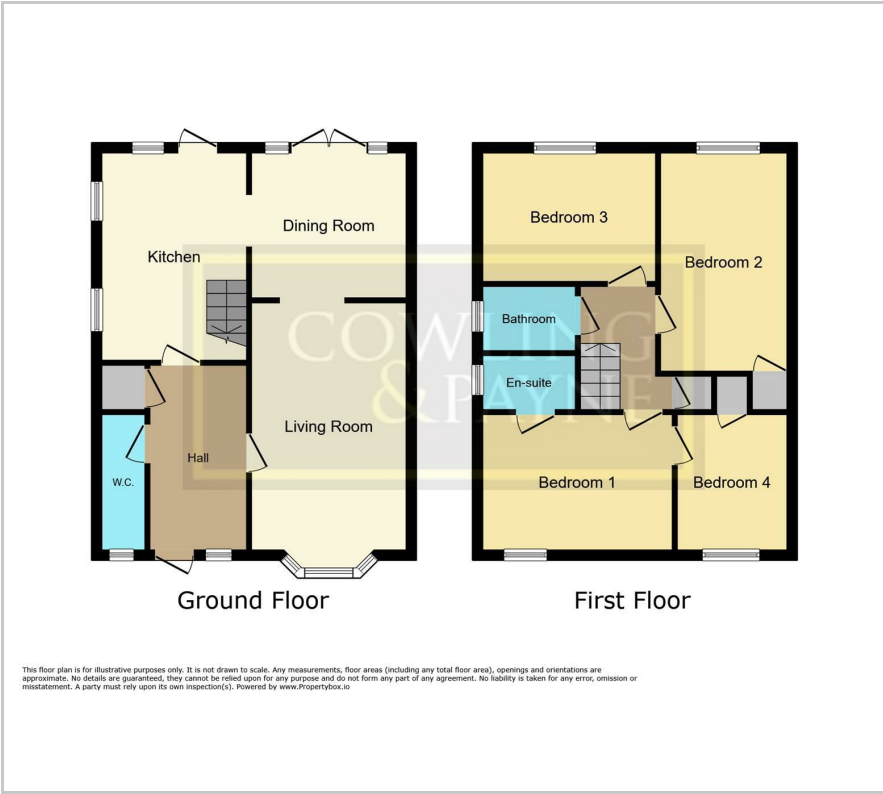 Bedroom 3
Dining Room
Kitchen
Bedroom 2
Bathroom
COWLING
& PAYNE
En-suite
Living Room
Hall
W.C.
Bedroom 1
Bedroom 4
Ground Floor
First Floor
This floor plan is for illustrative purposes only. It is not drawn to scale. Any measurements, floor areas (including any total floor area), openings and orientations are
approximate. No details are guaranteed, they cannot be relied upon for any purpose and do not form any part of any agreement. No liability is taken for any error, omission or
misstatement. A party must rely upon its own inspection(s). Powered by www.Propertybox.io